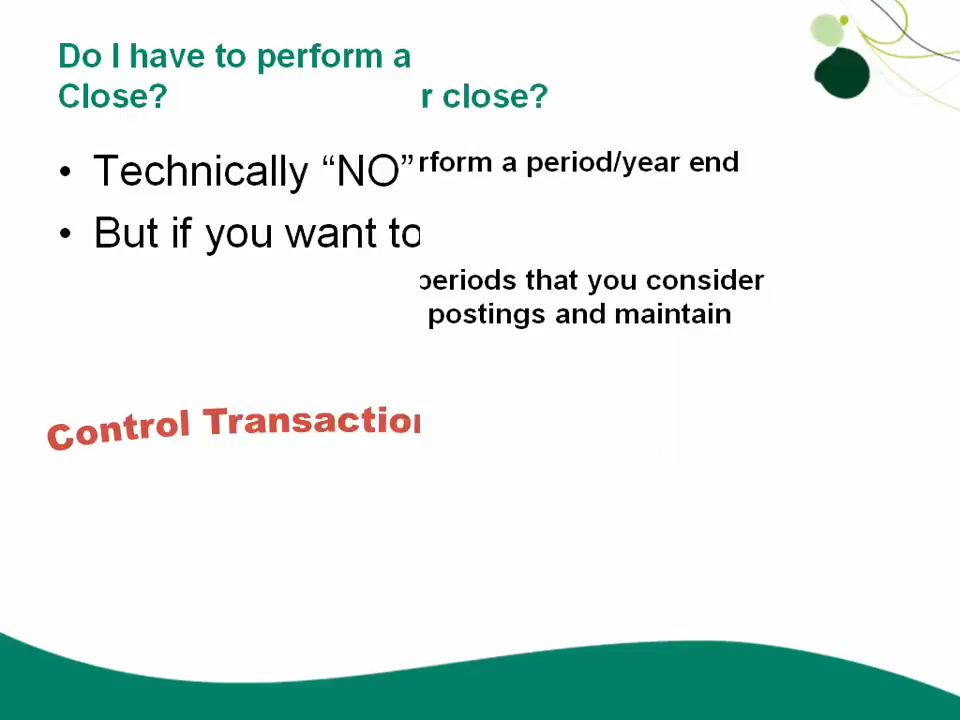 Do I have to perform a
Close? r close?
• Technically “NO” rform a period/year end
• But if you want to
periods that you consider
postings and maintain
Control Transaction